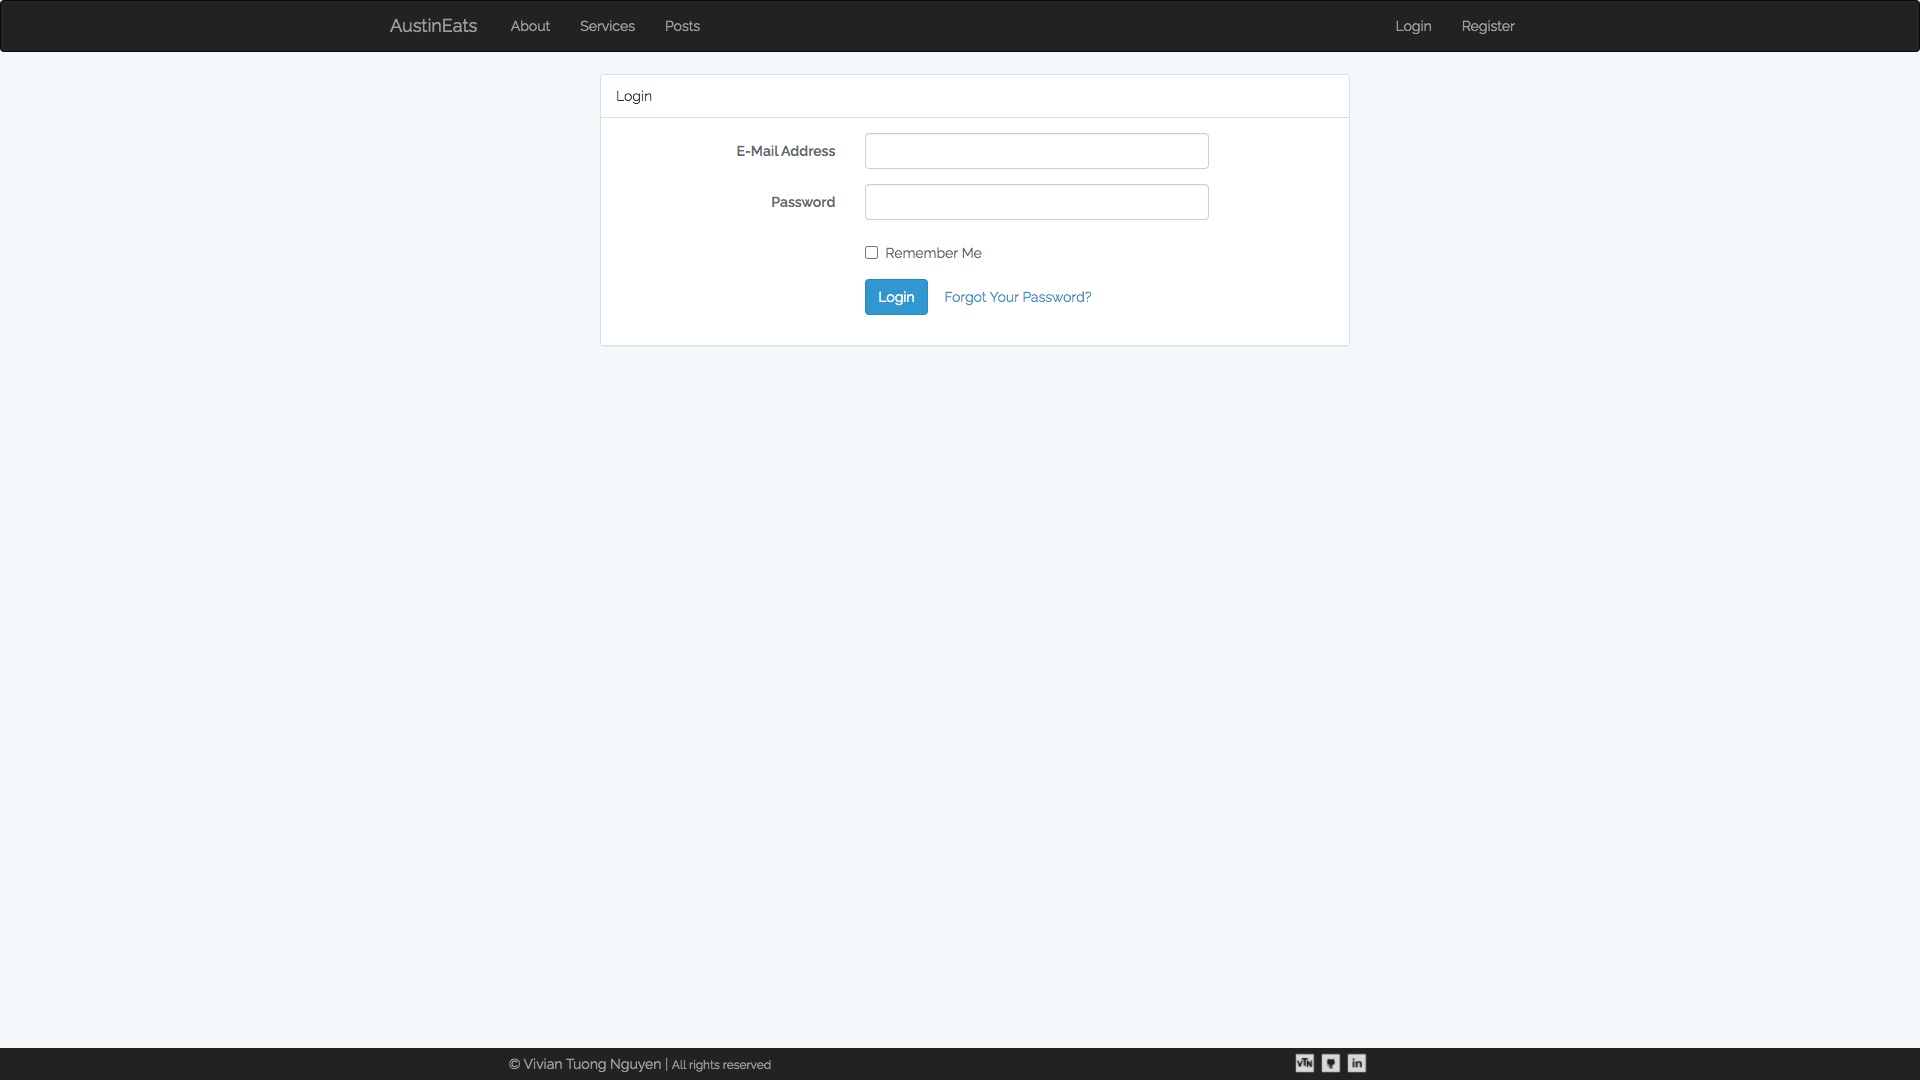 AustinEats About Services Posts Login Register
Login
E-Mail Address
Password
Remember Me
Login Forgot Your Password?
© Vivian Tuong Nguyen | All rights reserved VTN in